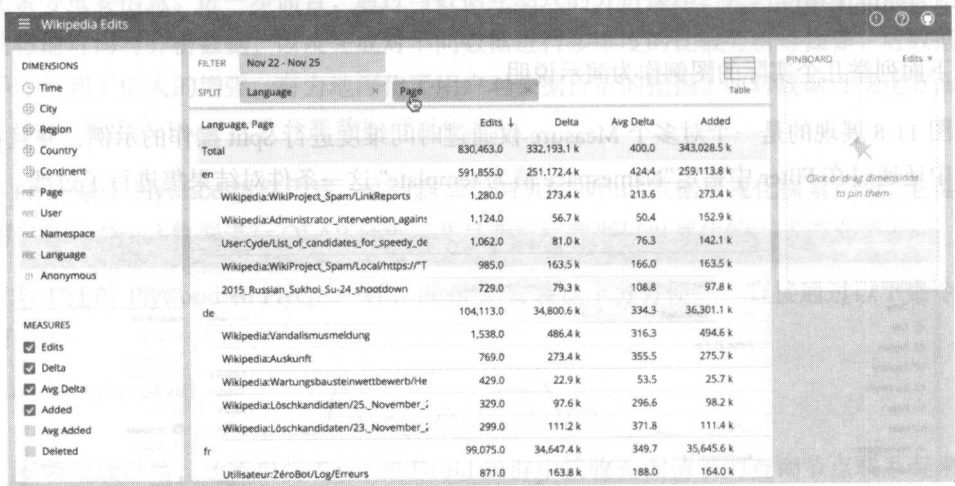 Wikipedia Edits
DIMENSIONS
Time
City
Region
Country
Continent
Page
User
Namespace
Language
Anonymous
MEASURES
Edits
Delta
Avg Delta
Added
Avg Added
Deleted
FILTER Nov 22 - Nov 25
SPLIT Language × Page
Table
Language, Page Edits ↓ Delta Avg Delta Added
Total 830,463.0 332,193.1 k 400.0 343,028.5 k
en 591,855.0 251,172.4 k 424.4 259,113.8 k
Wikipedia:WikiProject_Spam/LinkReports 1,280.0 273.4 k 213.6 273.4 k
Wikipedia:Administrator_intervention_agains 1,124.0 56.7 k 50.4 152.9 k
User:Cyde/List_of_candidates_for_speedy_de 1,062.0 81.0 k 76.3 142.1 k
Wikipedia:WikiProject_Spam/Local/https://"T 985.0 163.5 k 166.0 163.5 k
2015_Russian_Sukhoi_Su-24_shootdown 729.0 79.3 k 108.8 97.8 k
de 104,113.0 34,800.6 k 334.3 36,301.1 k
Wikipedia:Vandalismusmeldung 1,538.0 486.4 k 316.3 494.6 k
Wikipedia:Auskunft 769.0 273.4 k 355.5 275.7 k
Wikipedia:Wartungsbausteinwettbewerb/He 429.0 22.9 k 53.5 25.7 k
Wikipedia:Löschkandidaten/25._November_2 329.0 97.6 k 296.6 98.2 k
Wikipedia:Löschkandidaten/23._November_2 299.0 111.2 k 371.8 111.4 k
fr 99,075.0 34,647.4 k 349.7 35,645.6 k
Utilisateur:ZéroBot/Log/Erreurs 871.0 163.8 k 188.0 164.0 k
PINBOARD Edits
Click or drag dimensions
to pin them